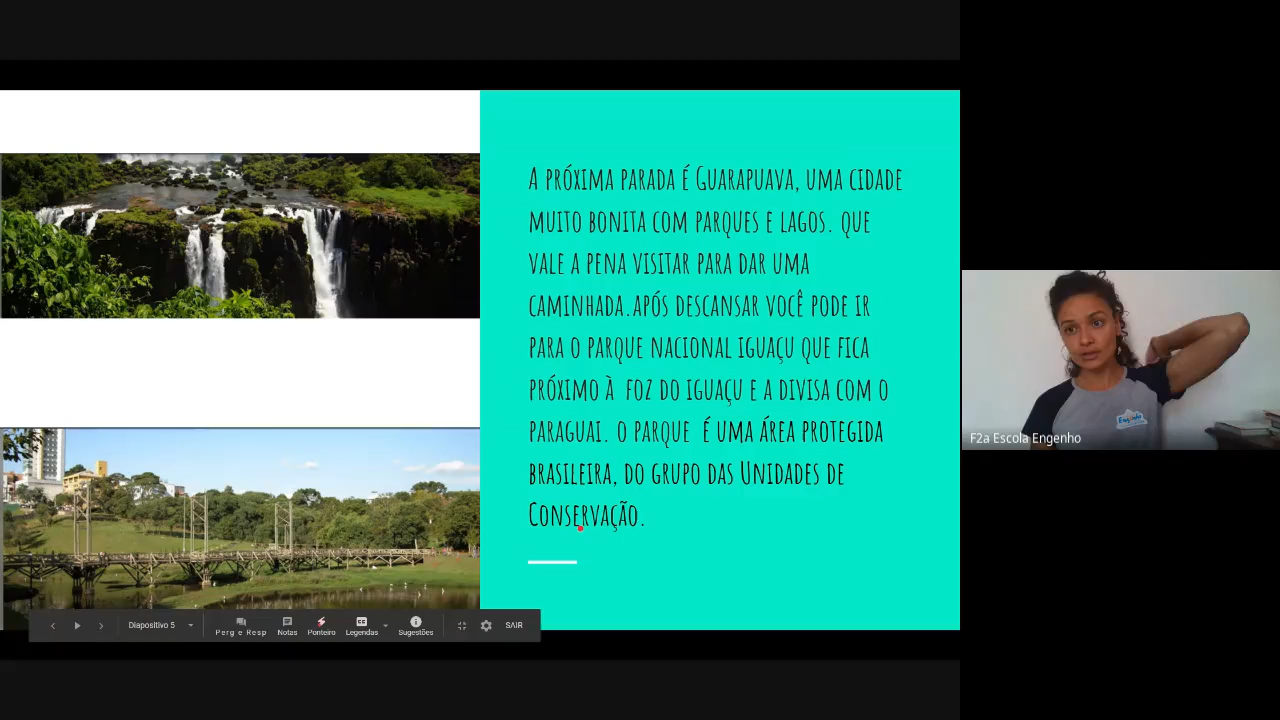 A próxima parada é Guarapuava, uma cidade
muito bonita com parques e lagos. que
vale a pena visitar para dar uma
caminhada.após descansar você pode ir
para o parque nacional iguaçu que fica
próximo à foz do iguaçu e a divisa com o
paraguai. o parque é uma área protegida
brasileira, do grupo das Unidades de
Conservação.
F2a Escola Engenho
Engenho
Diapositivo 5
Perg e Resp
Notas
Ponteiro
Legendas
Sugestões
SAIR